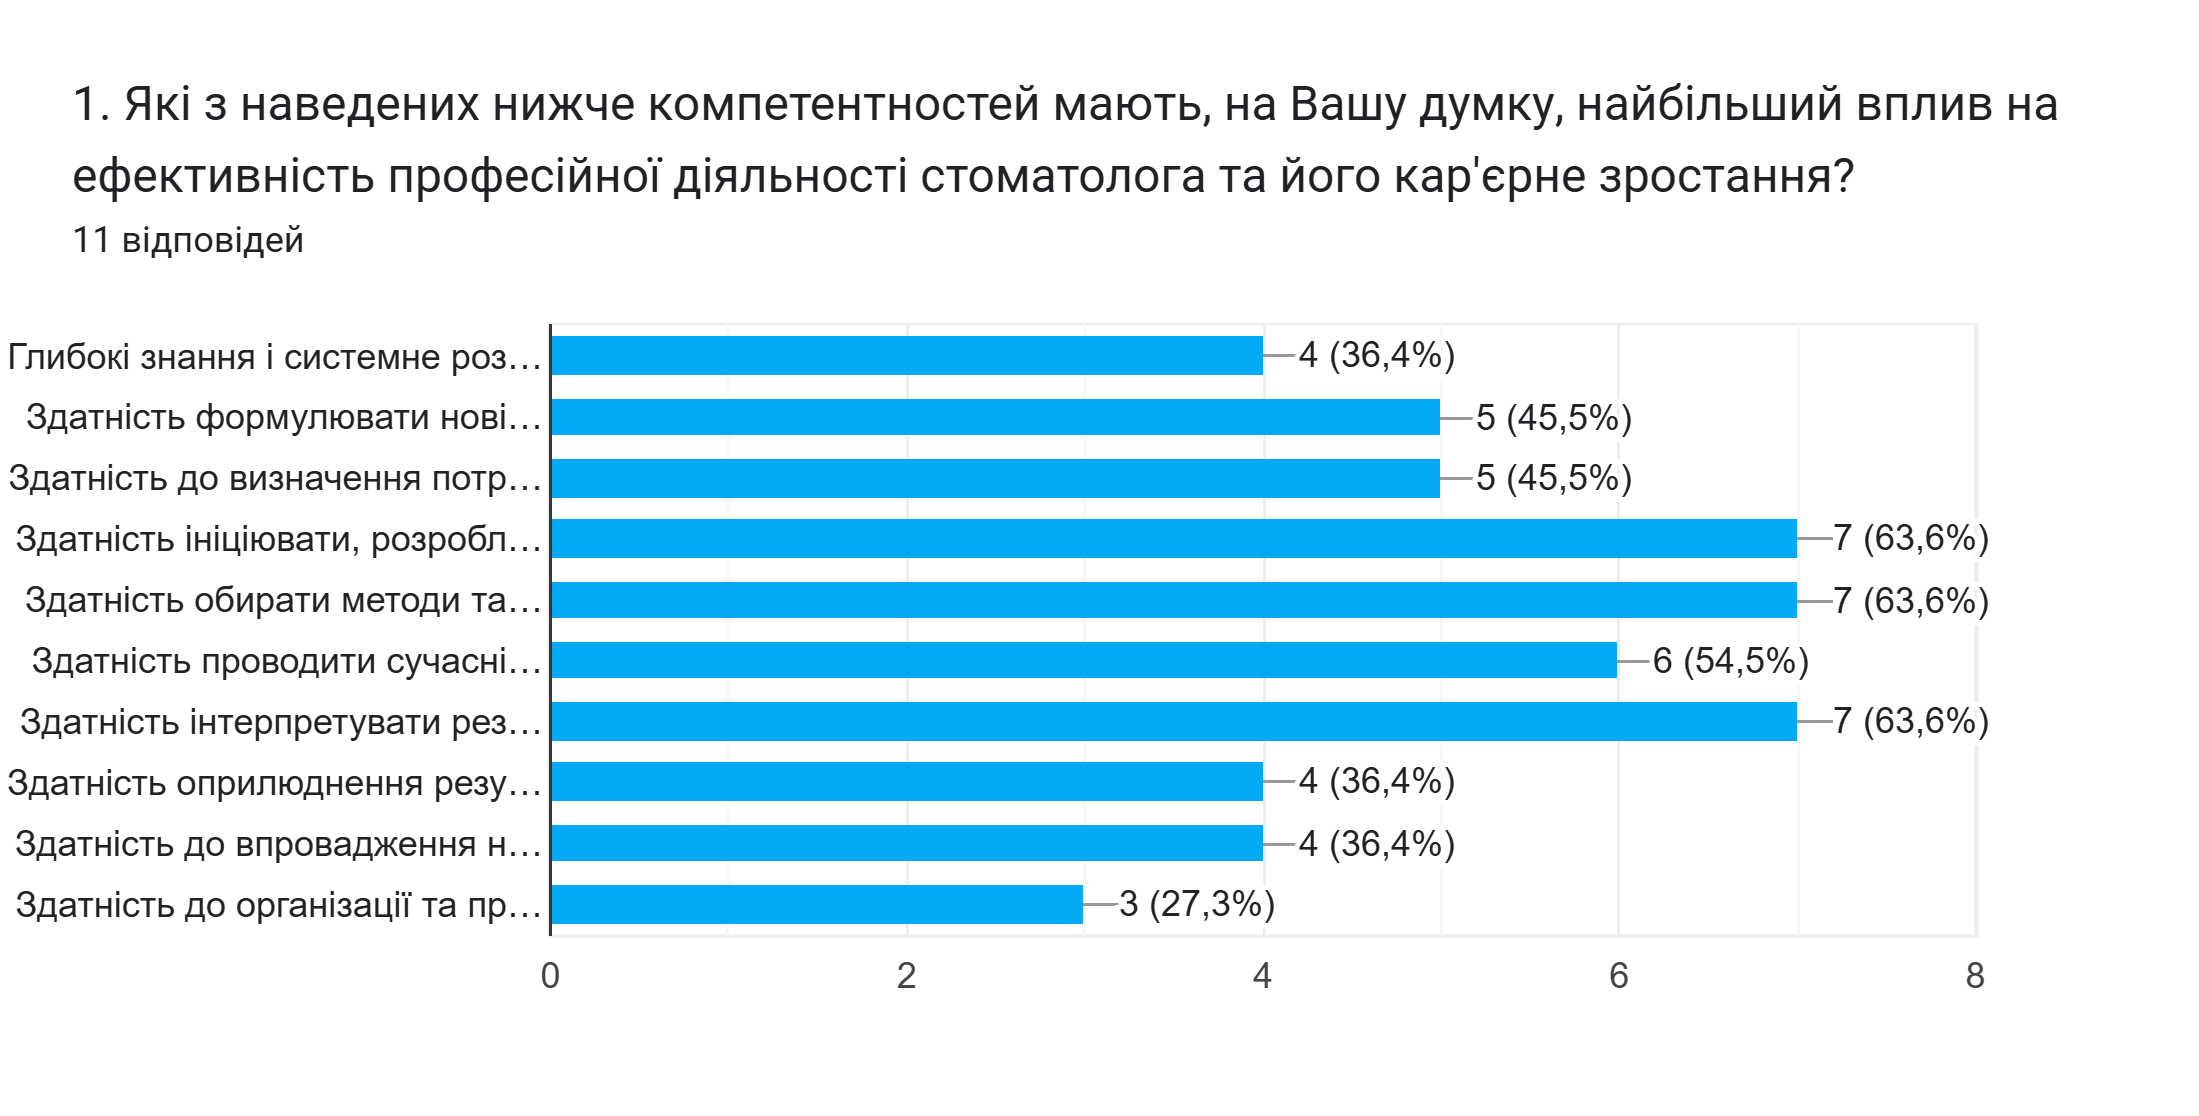 1. Які з наведених нижче компетентностей мають, на Вашу думку, найбільший вплив на
ефективність професійної діяльності стоматолога та його кар'єрне зростання?
11 відповідей
Глибокі знання і системне роз… 4 (36,4%)
Здатність формулювати нові… 5 (45,5%)
Здатність до визначення потр… 5 (45,5%)
Здатність ініціювати, розробл… 7 (63,6%)
Здатність обирати методи та… 7 (63,6%)
Здатність проводити сучасні… 6 (54,5%)
Здатність інтерпретувати рез… 7 (63,6%)
Здатність оприлюднення резу… 4 (36,4%)
Здатність до впровадження н… 4 (36,4%)
Здатність до організації та пр… 3 (27,3%)
0 2 4 6 8